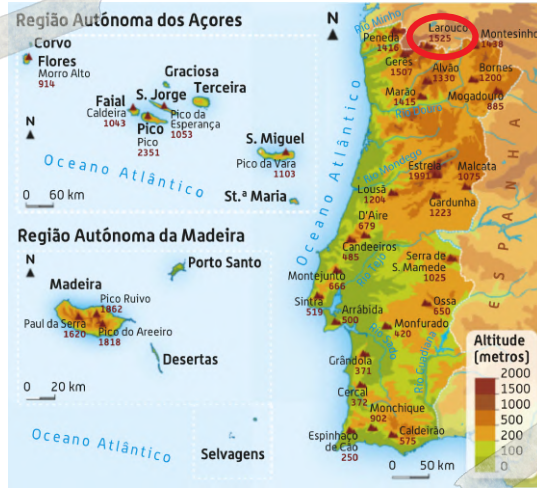 Região Autónoma dos Açores
N
Corvo
Flores
Morro Alto
914
Graciosa
S. Jorge
Terceira
Faial
Caldeira
1043
Pico da
Esperança
1053
Pico
Pico
2351
N
S. Miguel
Pico da Vara
1103
Oceano Atlântico
St.ª Maria
0 60 km
Região Autónoma da Madeira
N
Porto Santo
Madeira
Pico Ruivo
1862
Paul da Serra
1620
Pico do Areeiro
1818
Desertas
0 20 km
Oceano Atlântico
Selvagens
Rio Minho
Peneda
1416
Larouco
1525
Montesinho
1438
Gerês
1507
Alvão
1330
Bornes
1200
Marão
1415
Mogadouro
885
Rio Douro
Oceano Atlântico
Rio Mondego
Estrela
1991
Malcata
1075
Lousã
1204
Gardunha
1223
D'Aire
679
Candeeiros
485
Rio Tejo
Serra de
S. Mamede
1025
Montejunto
666
Sintra
519
Arrábida
500
Ossa
650
Monfurado
420
Rio Sado
Rio Guadiana
Grândola
371
Cercal
372
Monchique
902
Espinhaço
de Cão
250
Caldeirão
575
ESPANHA
Altitude
(metros)
2000
1500
1000
500
200
100
0
0 50 km